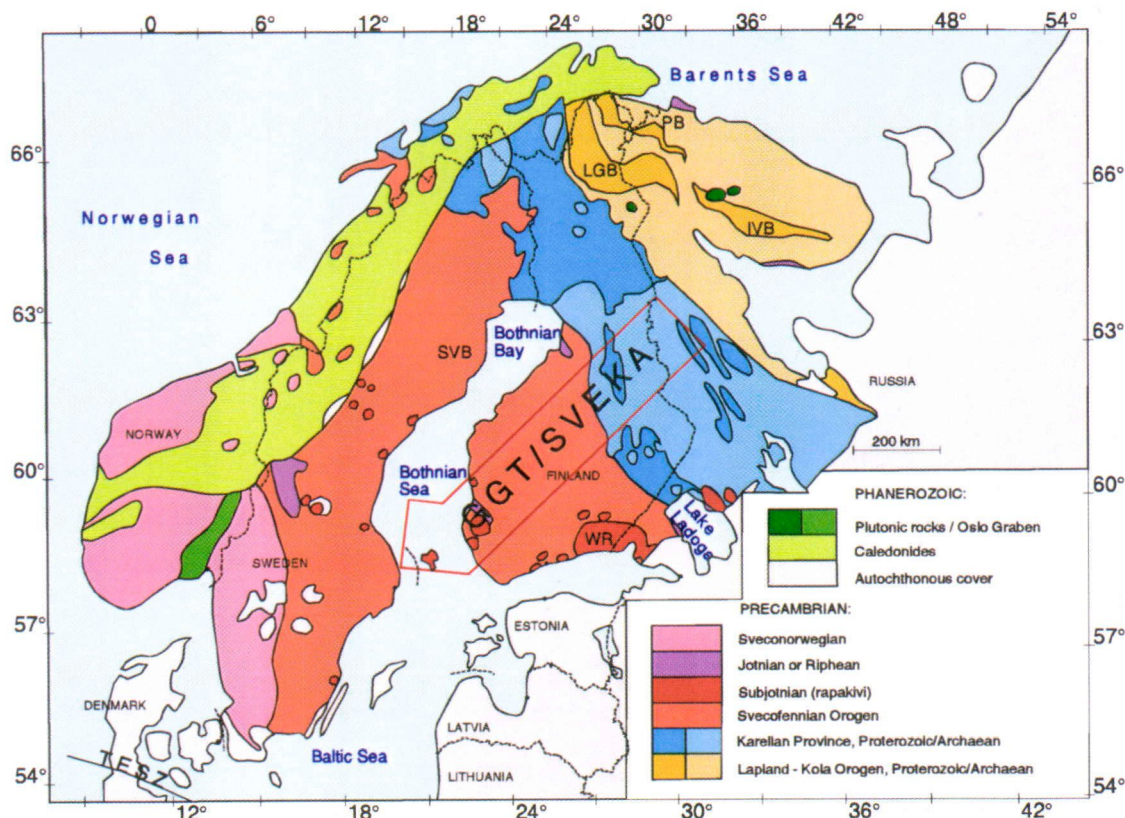 0 6° 12° 18° 24° 30° 36° 42° 48° 54°
Barents Sea
66°
PB
LGB
66°
IVB
Norwegian
Sea
63°
Bothnian
Bay
63°
SVB
GGT/SVEKA
RUSSIA
NORWAY
200 km
60°
Bothnian
Sea
FINLAND
60°
Lake
Ladoga
WR
SWEDEN
PHANEROZOIC:
Plutonic rocks / Oslo Graben
Caledonides
Autochthonous cover
57°
ESTONIA
57°
PRECAMBRIAN:
Sveconorwegian
Jotnian or Riphean
Subjotnian (rapakivi)
Svecofennian Orogen
Karelian Province, Proterozoic/Archaean
Lapland - Kola Orogen, Proterozoic/Archaean
DENMARK
LATVIA
Baltic Sea
TESZ
LITHUANIA
54°
54°
12° 18° 24° 30° 36° 42°